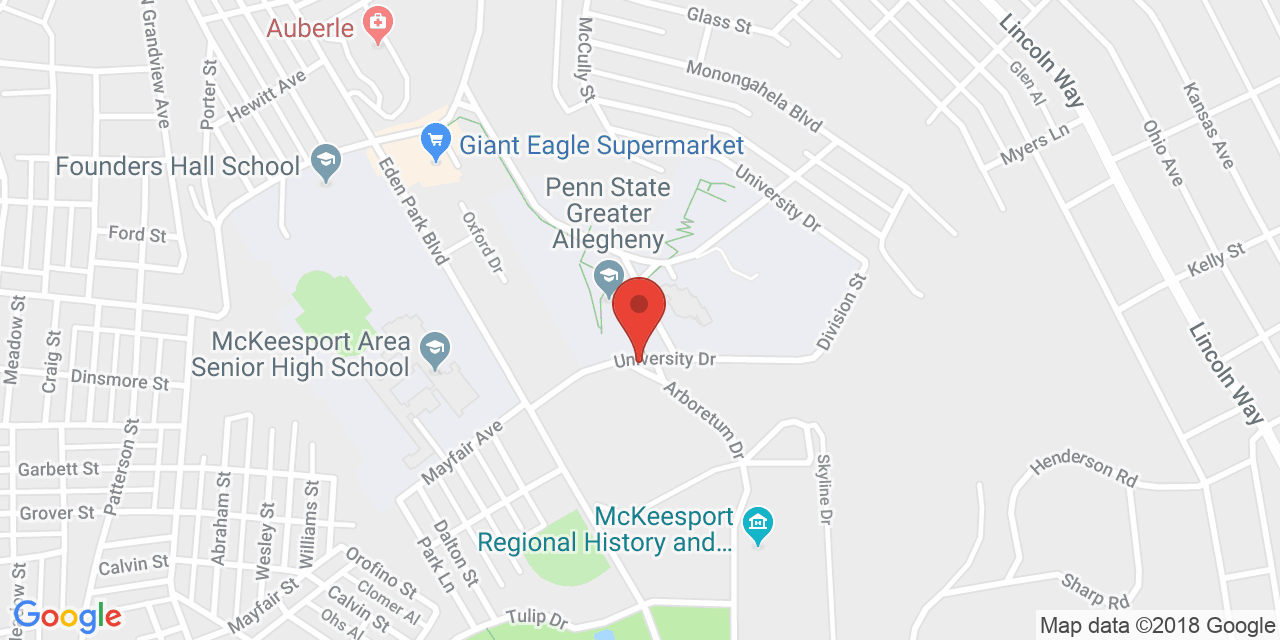 Auberle
Glass St
Lincoln Way
McCully St
N Grandview Ave
Porter St
Hewitt Ave
Monongahela Blvd
Glen Al
Kansas Ave
Ohio Ave
Myers Ln
Giant Eagle Supermarket
Founders Hall School
Eden Park Blvd
Penn State
Greater
Allegheny
University Dr
Ford St
Oxford Dr
Kelly St
Division St
Meadow St
Craig St
McKeesport Area
Senior High School
University Dr
Lincoln Way
Dinsmore St
Arboretum Dr
Mayfair Ave
Garbett St
Patterson St
Abraham St
Wesley St
Williams St
Skyline Dr
Henderson Rd
Grover St
McKeesport
Regional History and...
Dalton St
Park Ln
Calvin St
Orofino St
Clomer Al
Calvin St
Ohs Al
Mayfair St
Tulip Dr
Sharp Rd
Google
Map data ©2018 Google